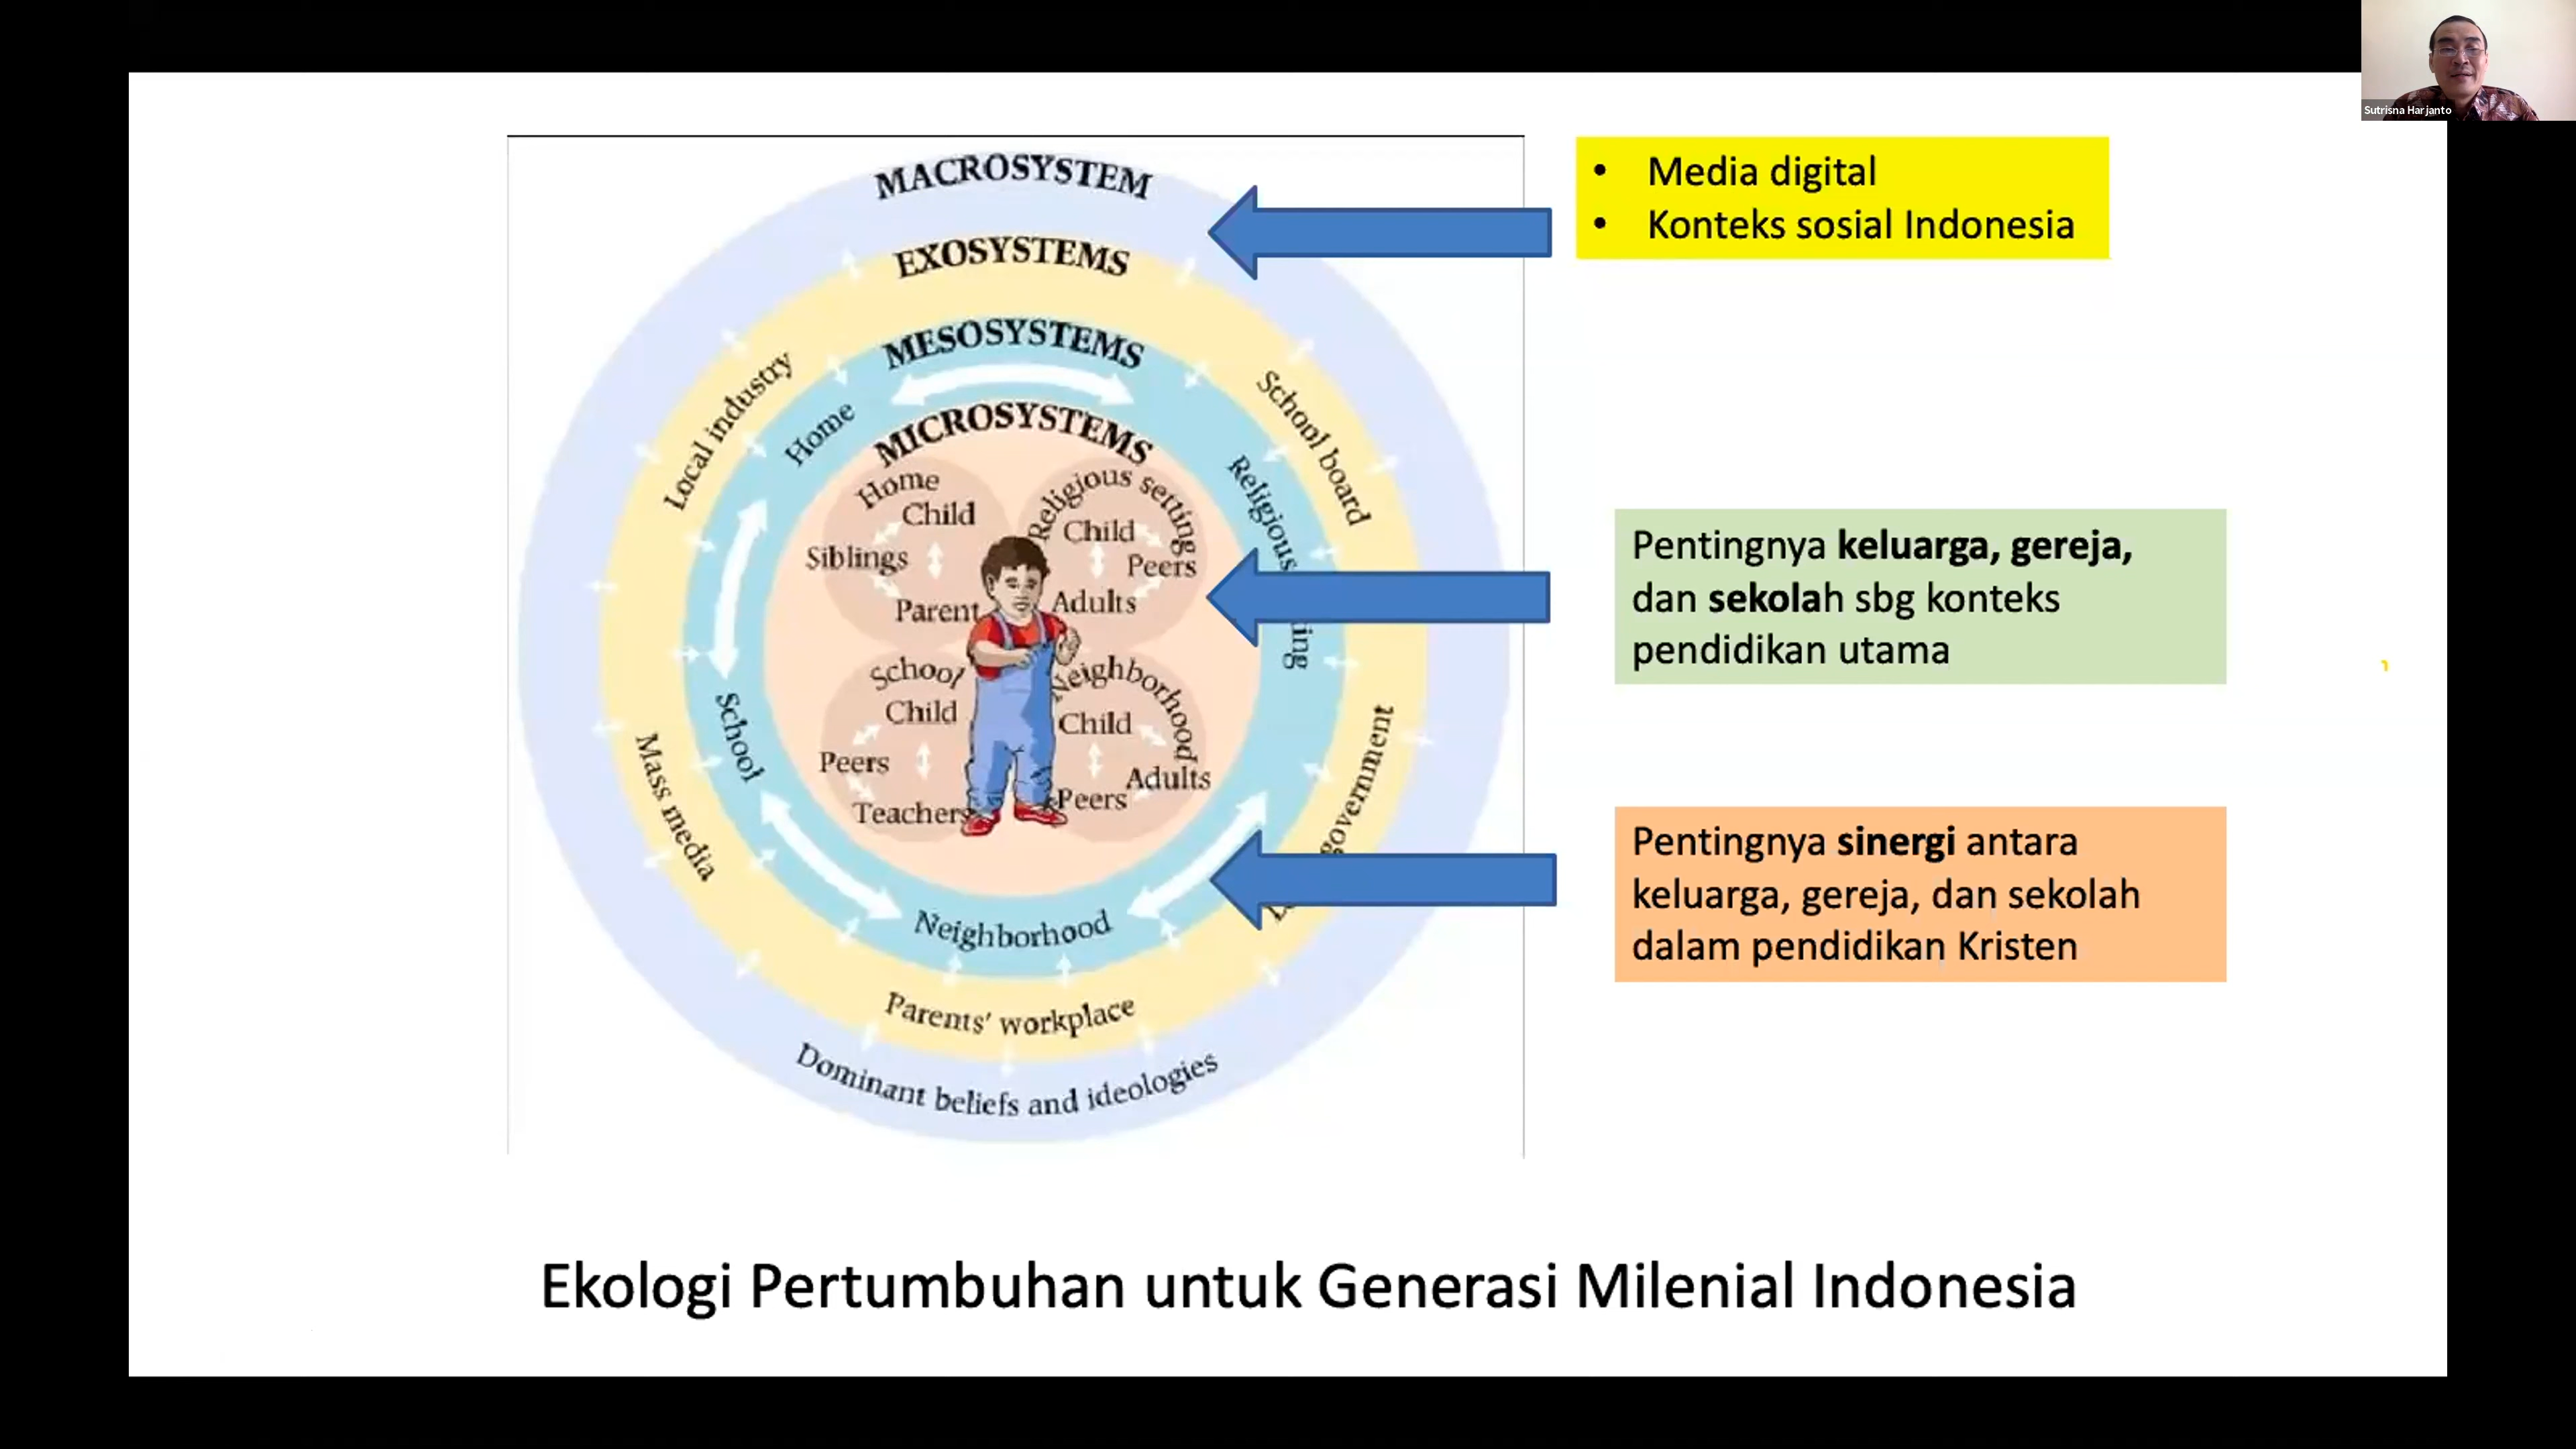 Sutrisna Harjanto
MACROSYSTEM
EXOSYSTEMS
MESOSYSTEMS
MICROSYSTEMS
Local industry
School board
Home
Religious
ing
Home
Child
Siblings
Parent
Religious setting
Child
Peers
Adults
School
Child
Peers
Teachers
Neighborhood
Child
Adults
Peers
School
Mass media
government
Neighborhood
Parents' workplace
Dominant beliefs and ideologies
• Media digital
• Konteks sosial Indonesia
Pentingnya keluarga, gereja,
dan sekolah sbg konteks
pendidikan utama
Pentingnya sinergi antara
keluarga, gereja, dan sekolah
dalam pendidikan Kristen
Ekologi Pertumbuhan untuk Generasi Milenial Indonesia